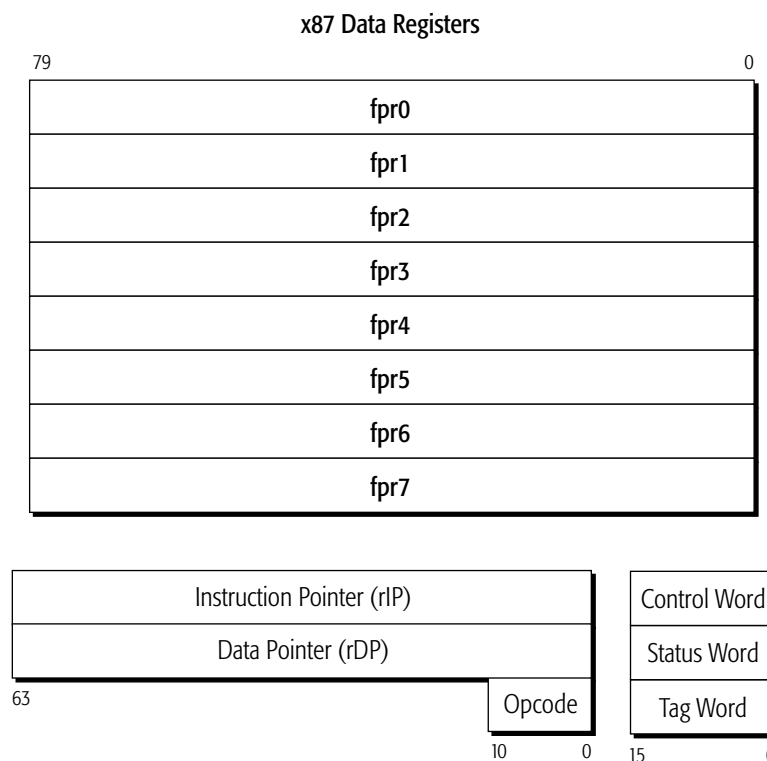 x87 Data Registers
79 0
fpr0
fpr1
fpr2
fpr3
fpr4
fpr5
fpr6
fpr7
Instruction Pointer (rIP)
Data Pointer (rDP)
63
Opcode
10 0
Control Word
Status Word
Tag Word
15